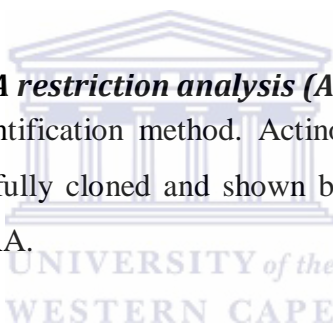 A restriction analysis (A
ntification method. Actino
fully cloned and shown b
A.
UNIVERSITY of the
WESTERN CAPE